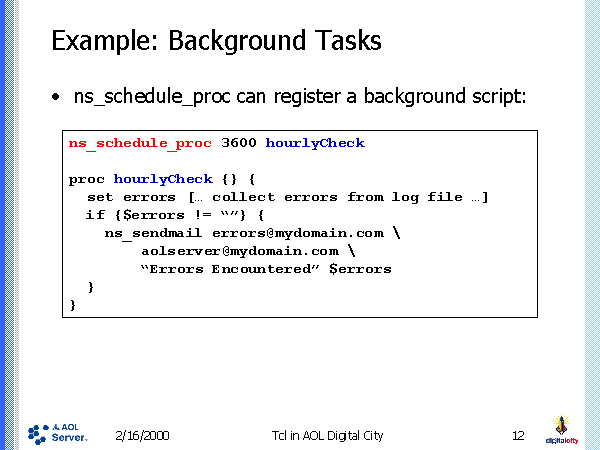 Example: Background Tasks
• ns_schedule_proc can register a background script:
ns_schedule_proc 3600 hourlyCheck
proc hourlyCheck {} {
set errors [… collect errors from log file …]
if {$errors != “”} {
ns_sendmail errors@mydomain.com \
aolserver@mydomain.com \
“Errors Encountered” $errors
}
}
AOL
Server.
2/16/2000
Tcl in AOL Digital City
12
digitalcity